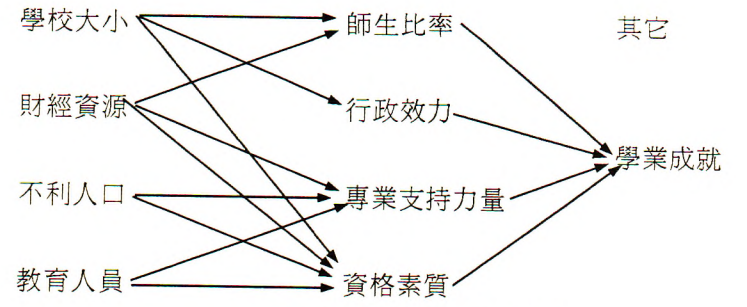 學校大小
師生比率
其它
財經資源
行政效力
學業成就
不利人口
專業支持力量
教育人員
資格素質